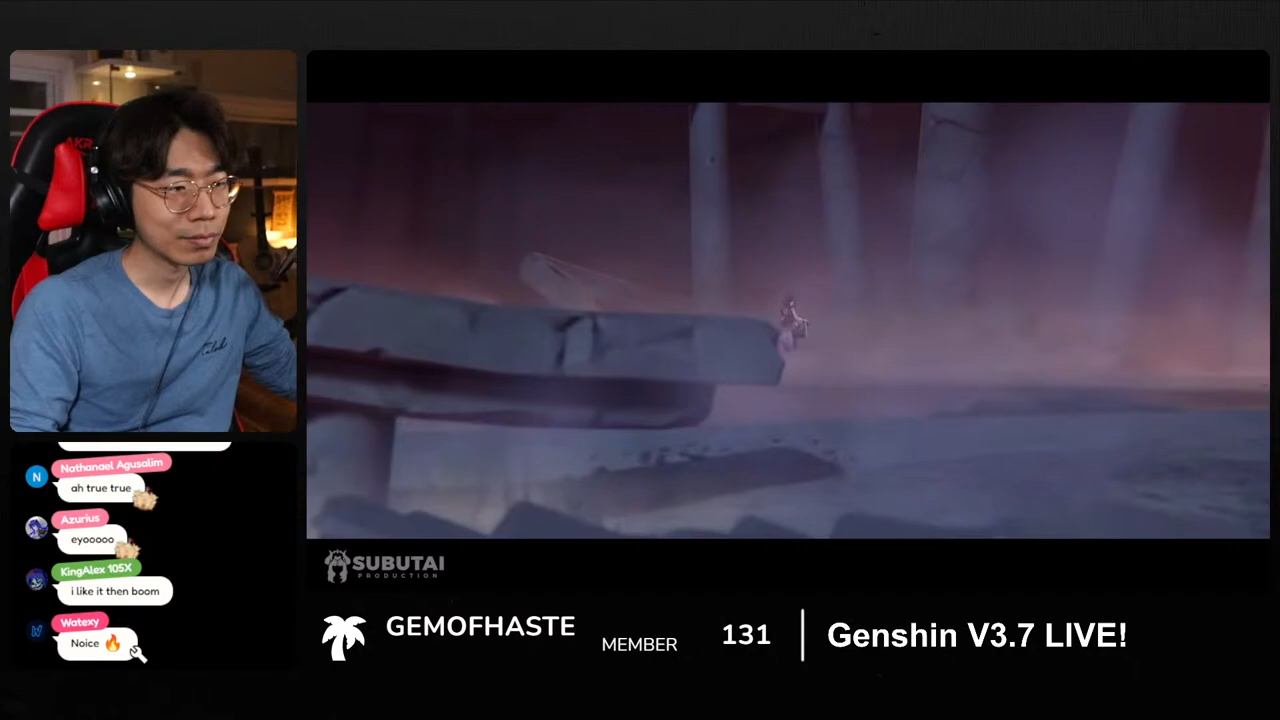 AKR
N
Nathanael Agusalim
ah true true
Azurius
eyooooo
KingAlex 105X
i like it then boom
W
Watexy
Noice 🔥
SUBUTAI
PRODUCTION
GEMOFHASTE
MEMBER
131
Genshin V3.7 LIVE!